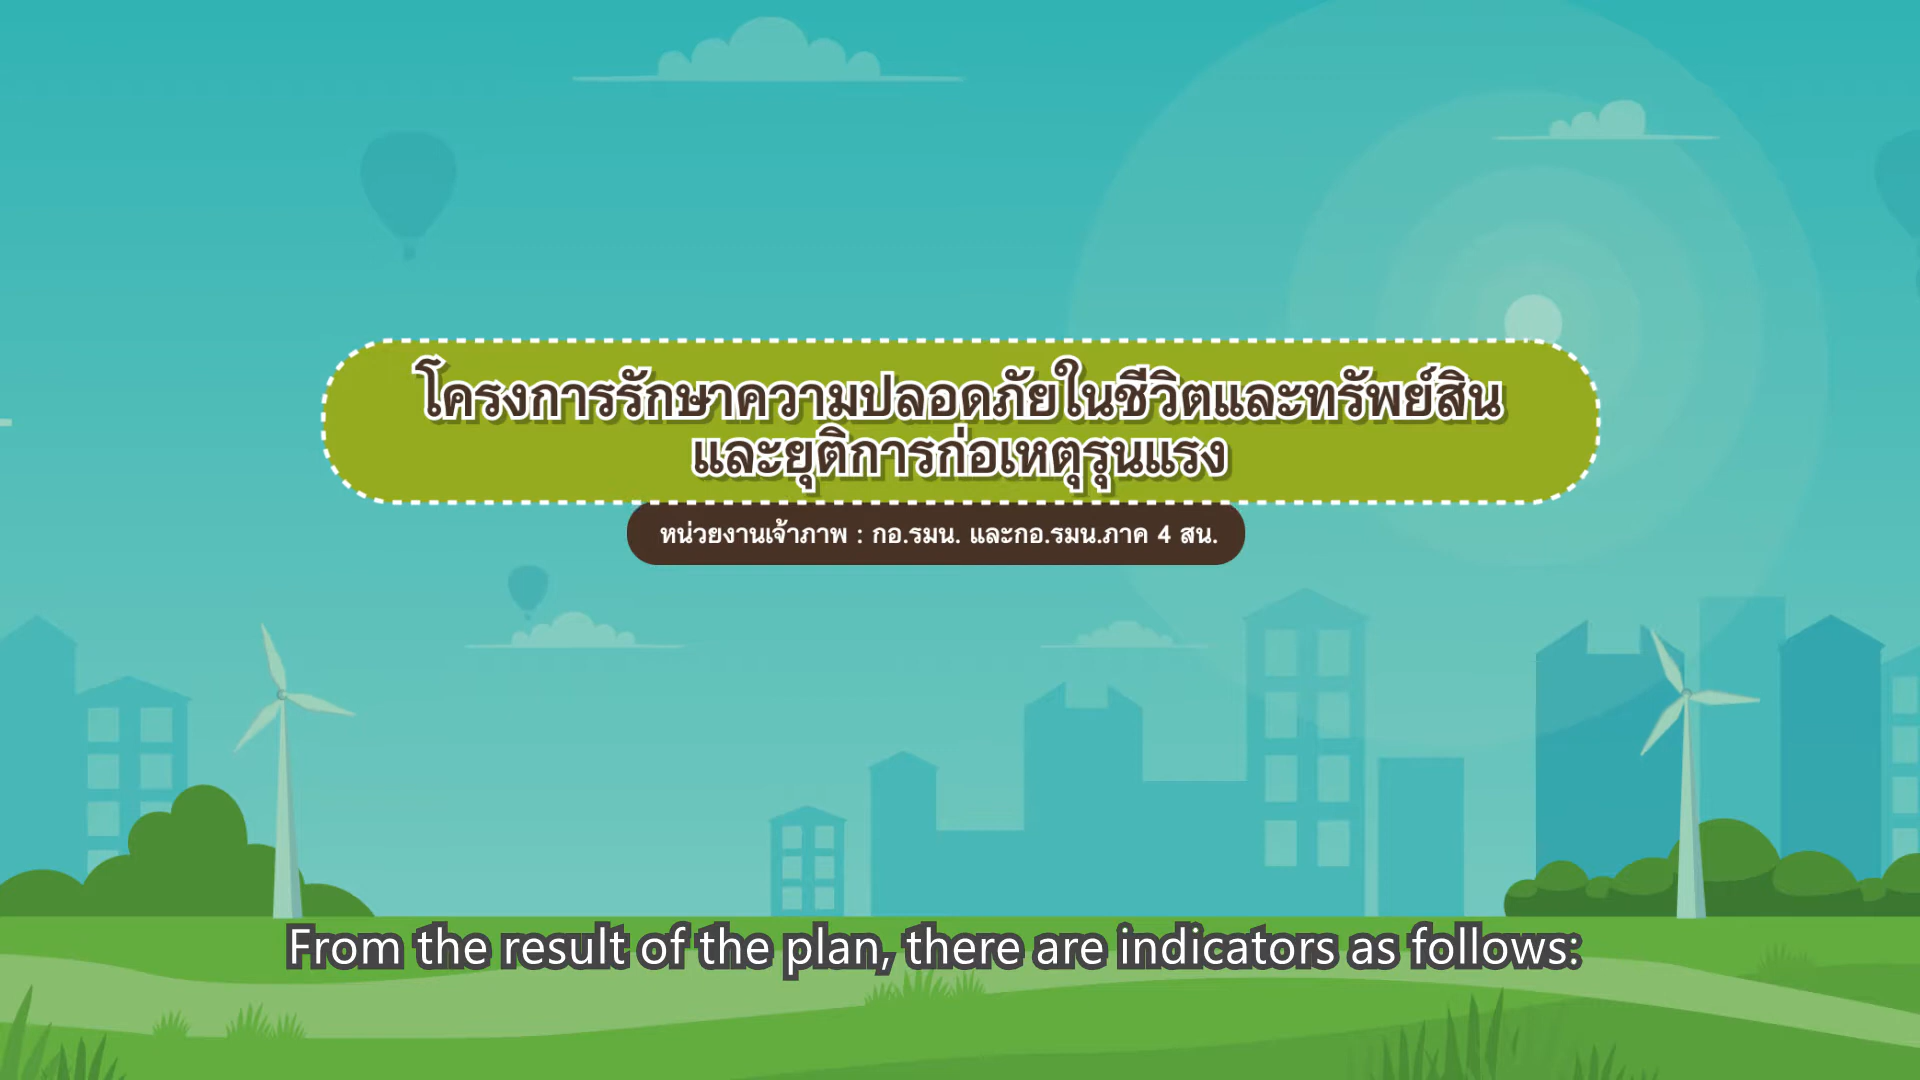 โครงการรักษาความปลอดภัยในชีวิตและทรัพย์สิน
และยุติการก่อเหตุรุนแรง
หน่วยงานเจ้าภาพ : กอ.รมน. และกอ.รมน.ภาค 4 สน.
From the result of the plan, there are indicators as follows: